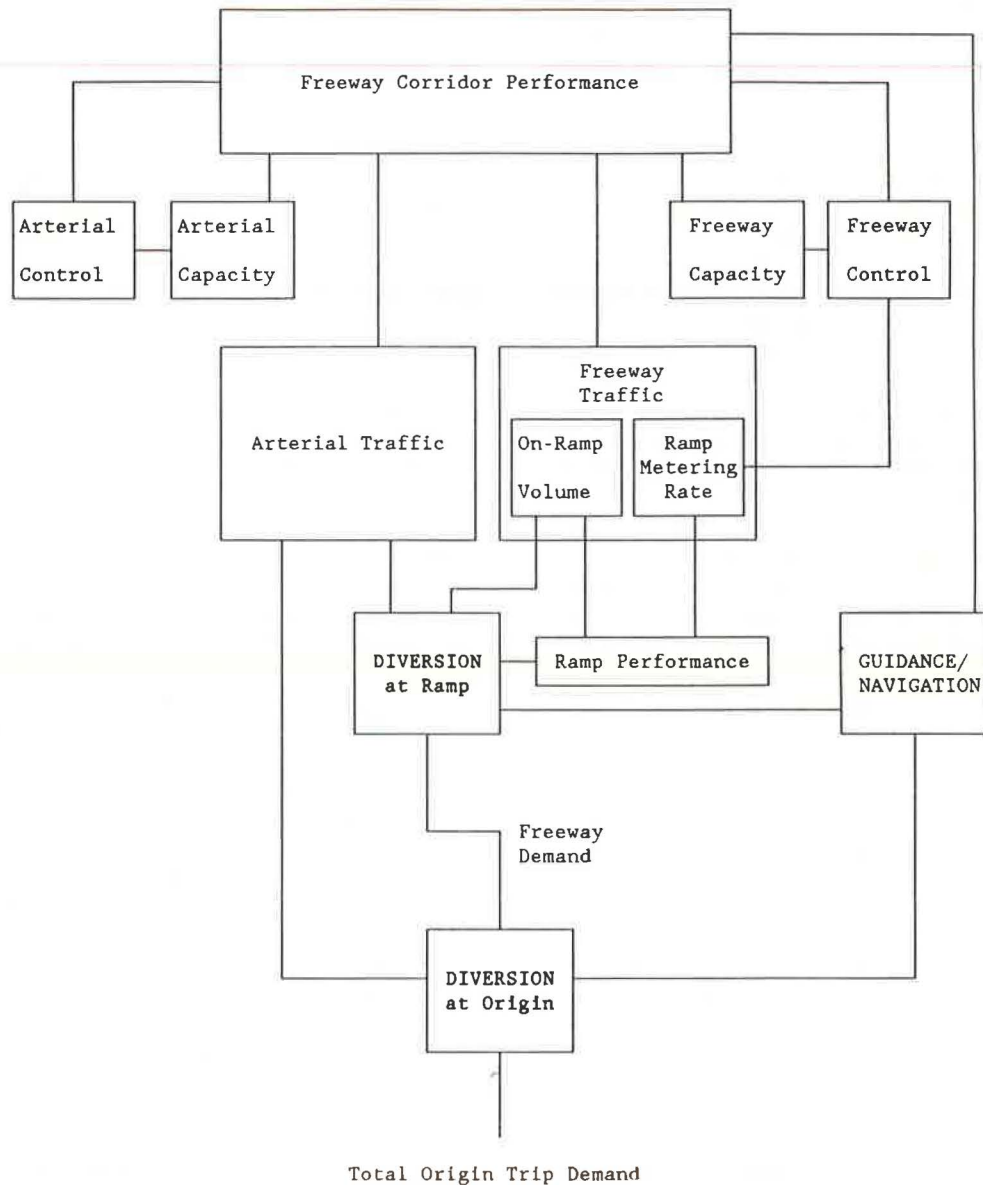 Freeway Corridor Performance
Arterial
Control
Arterial
Capacity
Freeway
Capacity
Freeway
Control
Freeway
Traffic
Arterial Traffic
On-Ramp
Volume
Ramp
Metering
Rate
DIVERSION
at Ramp
Ramp Performance
GUIDANCE/
NAVIGATION
Freeway
Demand
DIVERSION
at Origin
Total Origin Trip Demand